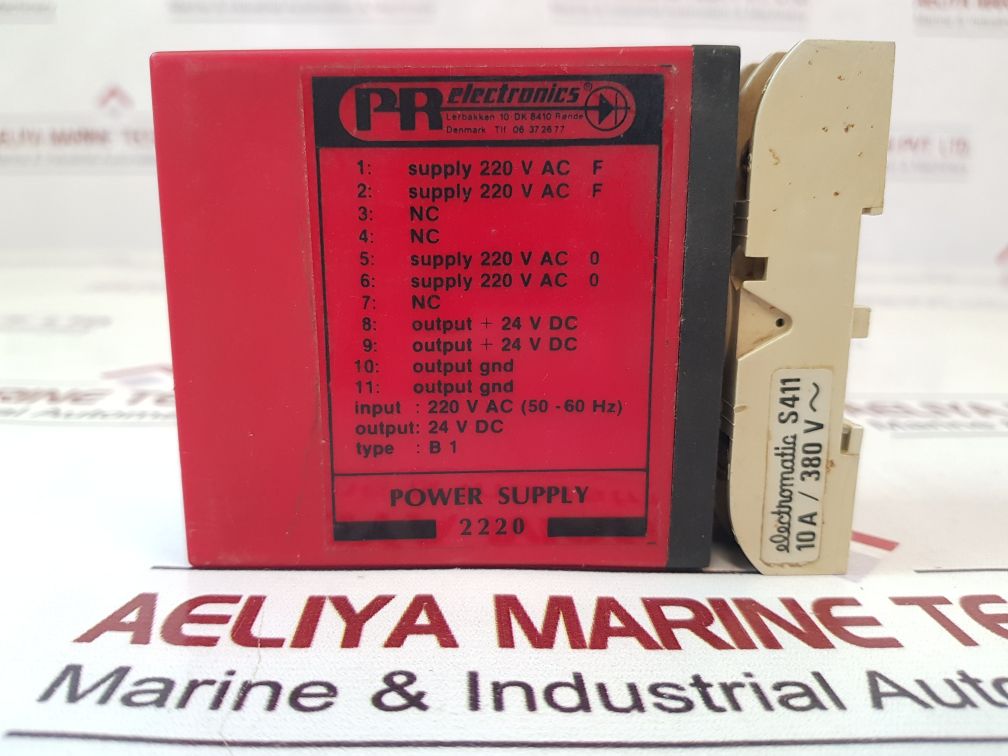 PR electronics®
Lerbakken 10 DK 8410 Rønde
Denmark Tlf 06 37 26 77
1: supply 220 V AC F
2: supply 220 V AC F
3: NC
4: NC
5: supply 220 V AC 0
6: supply 220 V AC 0
7: NC
8: output + 24 V DC
9: output + 24 V DC
10: output gnd
11: output gnd
input : 220 V AC (50 - 60 Hz)
output: 24 V DC
type : B 1
POWER SUPPLY
2220
electromatic S411
10 A / 380 V ~
AELIYA MARINE TE
Marine & Industrial Auto